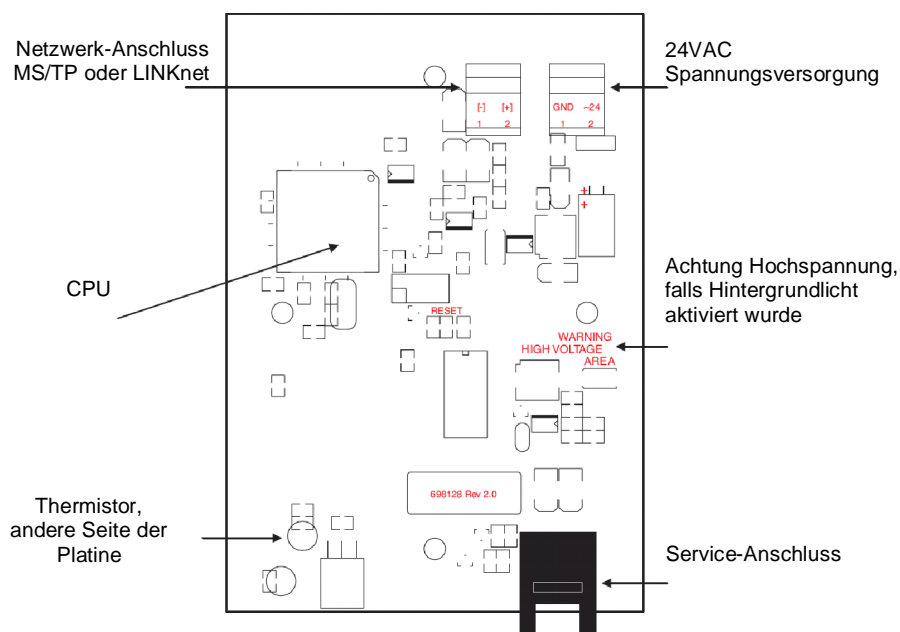 Netzwerk-Anschluss
MS/TP oder LINKnet
24VAC
Spannungsversorgung
[-] [+]
1 2
GND ~24
1 2
+
+
CPU
Achtung Hochspannung,
falls Hintergrundlicht
aktiviert wurde
RESET
WARNING
HIGH VOLTAGE
AREA
698128 Rev 2.0
Thermistor,
andere Seite der
Platine
Service-Anschluss